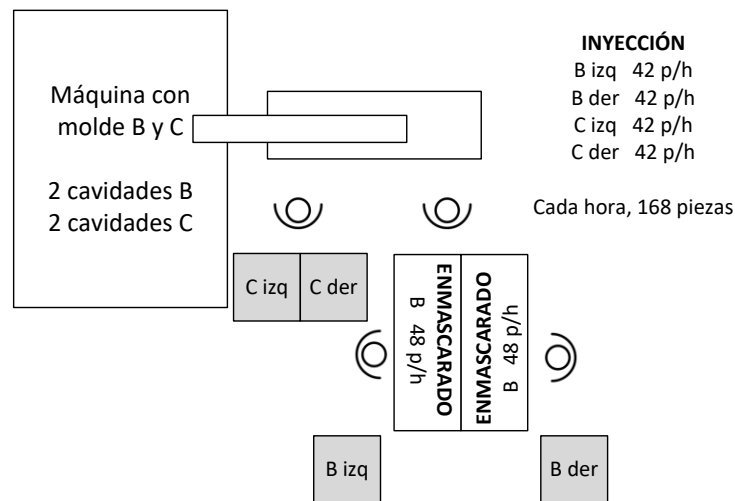 Máquina con
molde B y C
2 cavidades B
2 cavidades C
INYECCIÓN
B izq 42 p/h
B der 42 p/h
C izq 42 p/h
C der 42 p/h
Cada hora, 168 piezas
C izq
C der
ENMASCARADO
B 48 p/h
ENMASCARADO
B 48 p/h
B izq
B der